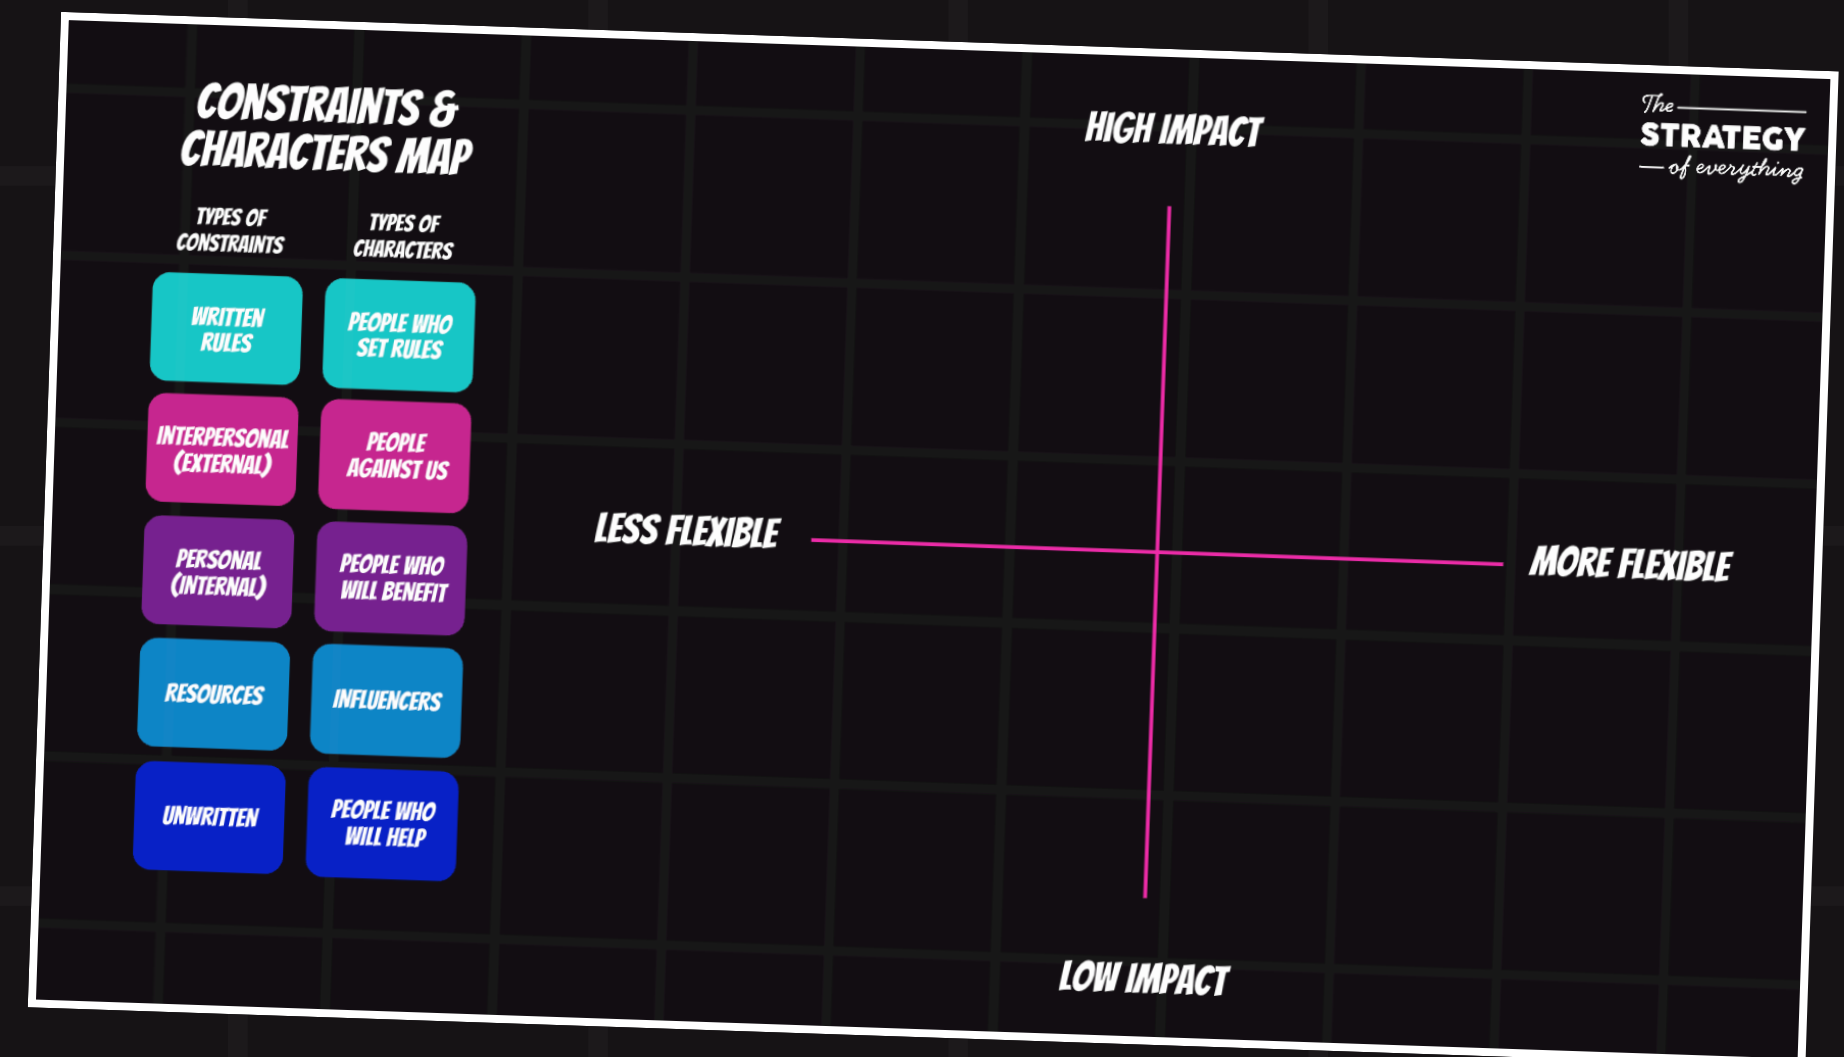 CONSTRAINTS &
CHARACTERS MAP
TYPES OF
CONSTRAINTS
TYPES OF
CHARACTERS
WRITTEN
RULES
PEOPLE WHO
SET RULES
INTERPERSONAL
(EXTERNAL)
PEOPLE
AGAINST US
PERSONAL
(INTERNAL)
PEOPLE WHO
WILL BENEFIT
RESOURCES
INFLUENCERS
UNWRITTEN
PEOPLE WHO
WILL HELP
HIGH IMPACT
LESS FLEXIBLE
MORE FLEXIBLE
LOW IMPACT
The
STRATEGY
of everything